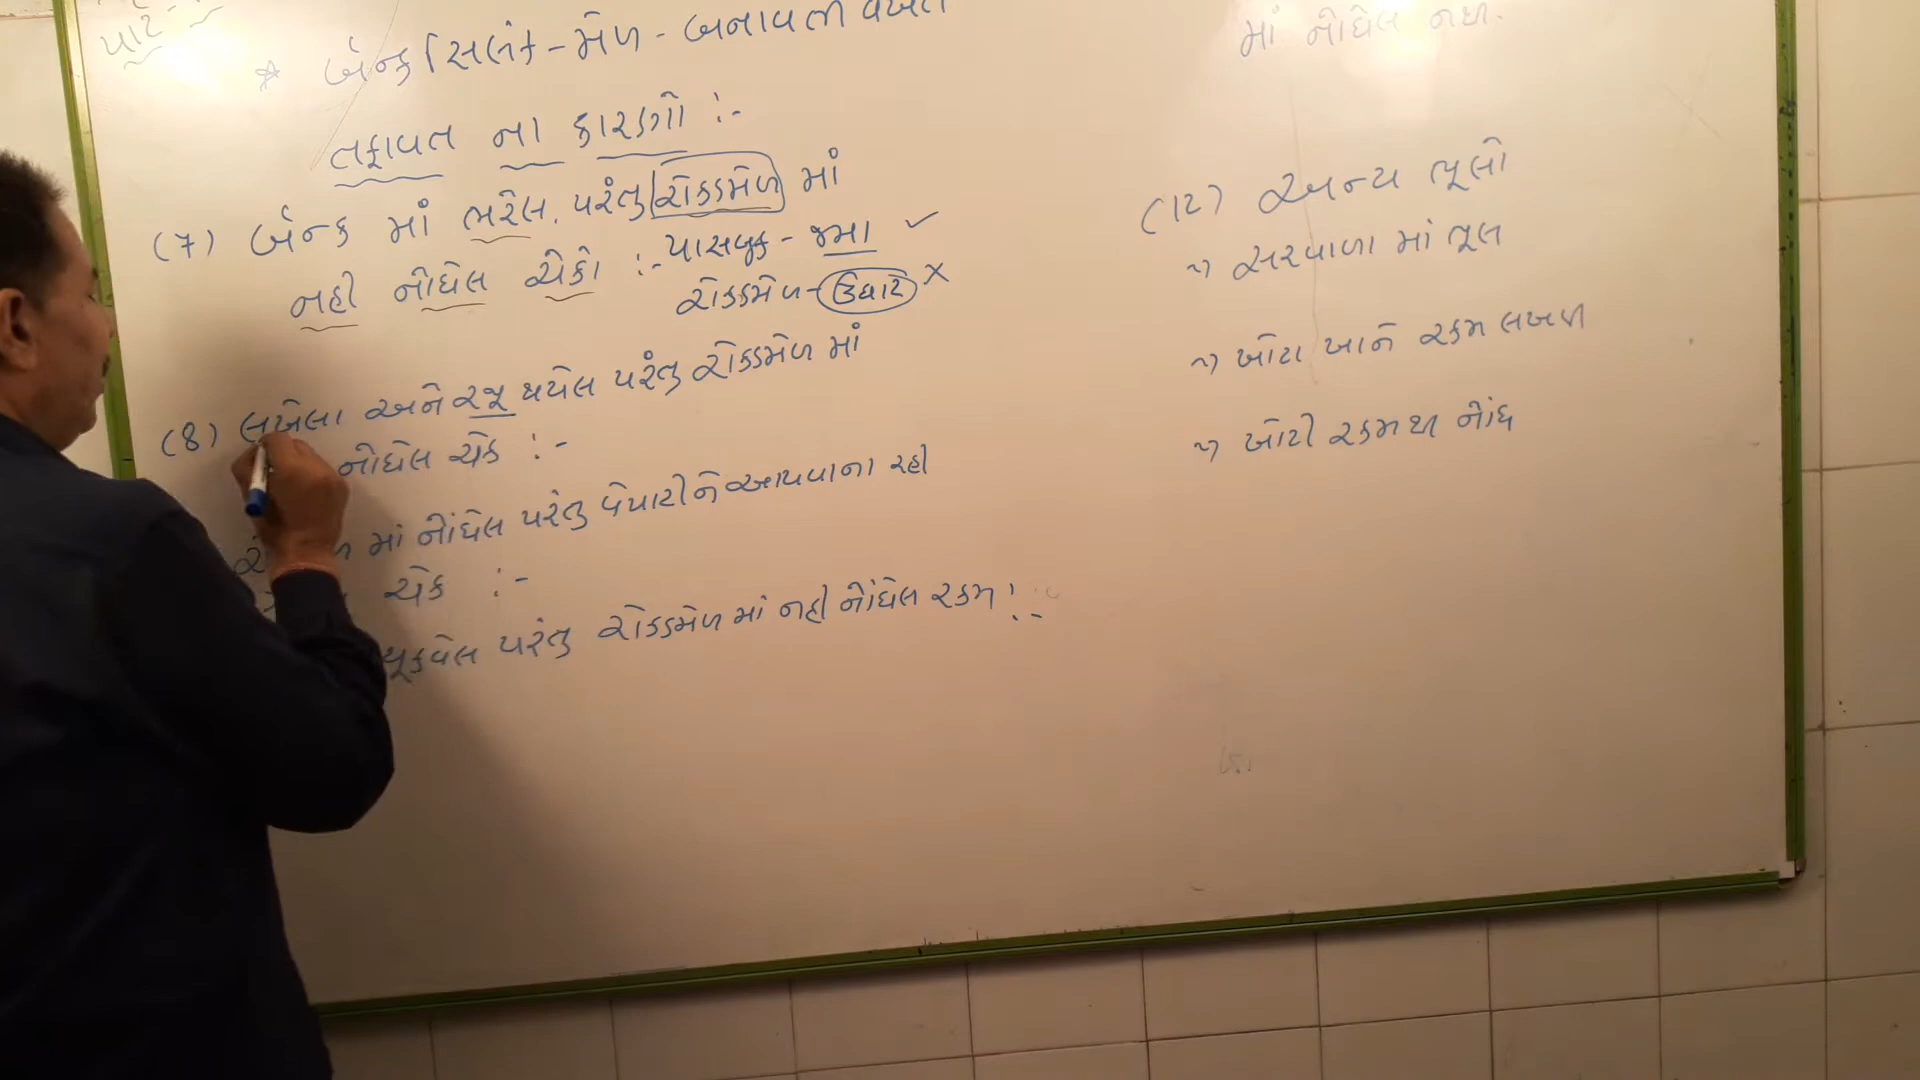 પાર્ટ -
* બેન્ક સિલક - મેળ - બનાવતી વખતે
તફાવત ના કારણો :-
(7) બેન્ક માં ભરેલ પરંતુ રોકડમેળ માં
નહી નોંધેલ ચેકો :- પાસબુક - જમા ✓
રોકડમેળ - ઉધાર ×
(8) લખેલા અને રજૂ થયેલ પરંતુ રોકડમેળ માં
નોંધેલ ચેક :-
માં નોંધેલ પરંતુ વેપારીને આપવાના રહી
ચેક :-
ચૂકવેલ પરંતુ રોકડમેળ માં નહી નોંધેલ રકમ :-
માં નોંધેલ નથી.
(12) અન્ય ભૂલો
~) સરવાળા માં ભૂલ
~) ખોટા ખાને રકમ લખવી
~) ખોટી રકમથી નોંધ